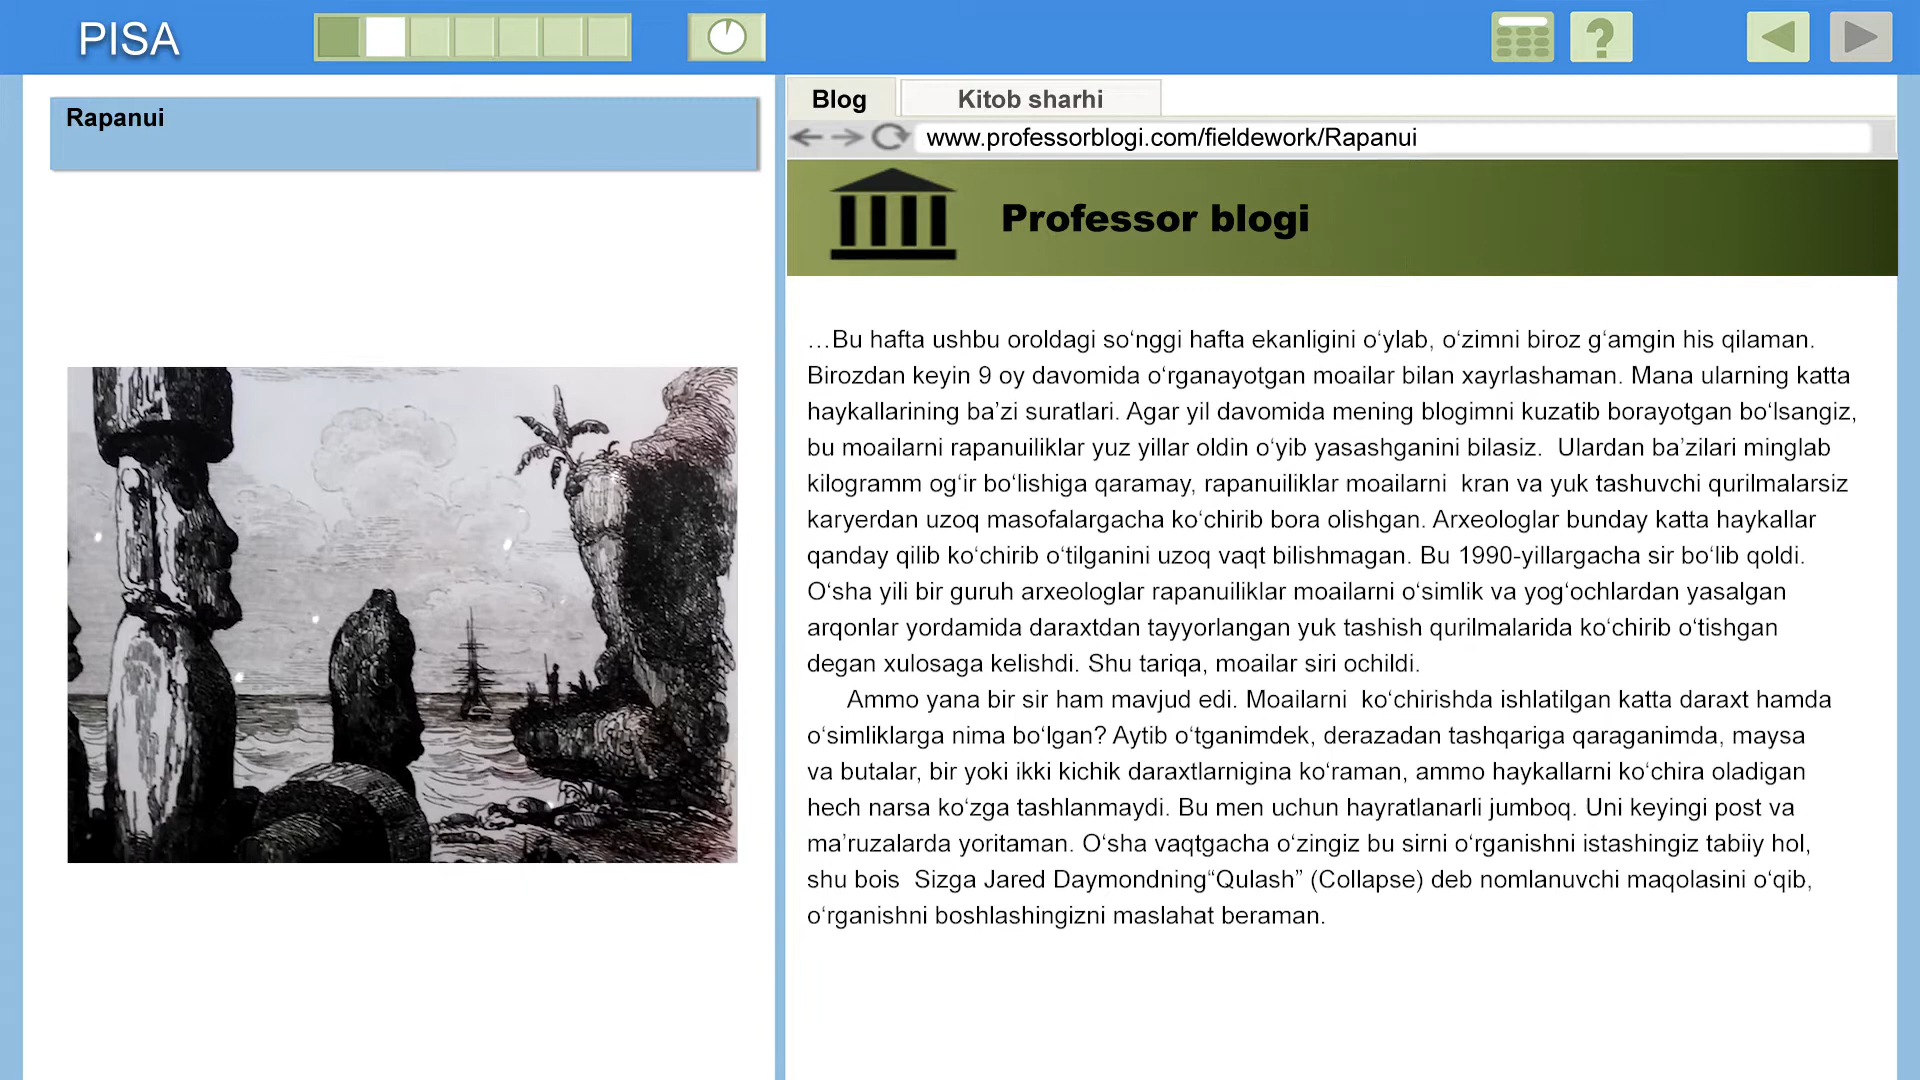 PISA
Rapanui
Blog
Kitob sharhi
www.professorblogi.com/fieldework/Rapanui
Professor blogi
…Bu hafta ushbu oroldagi so‘nggi hafta ekanligini o‘ylab, o‘zimni biroz g‘amgin his qilaman.
Birozdan keyin 9 oy davomida o‘rganayotgan moailar bilan xayrlashaman. Mana ularning katta
haykallarining ba’zi suratlari. Agar yil davomida mening blogimni kuzatib borayotgan bo‘lsangiz,
bu moailarni rapanuiliklar yuz yillar oldin o‘yib yasashganini bilasiz.  Ulardan ba’zilari minglab
kilogramm og‘ir bo‘lishiga qaramay, rapanuiliklar moailarni  kran va yuk tashuvchi qurilmalarsiz
karyerdan uzoq masofalargacha ko‘chirib bora olishgan. Arxeologlar bunday katta haykallar
qanday qilib ko‘chirib o‘tilganini uzoq vaqt bilishmagan. Bu 1990-yillargacha sir bo‘lib qoldi.
O‘sha yili bir guruh arxeologlar rapanuiliklar moailarni o‘simlik va yog‘ochlardan yasalgan
arqonlar yordamida daraxtdan tayyorlangan yuk tashish qurilmalarida ko‘chirib o‘tishgan
degan xulosaga kelishdi. Shu tariqa, moailar siri ochildi.
Ammo yana bir sir ham mavjud edi. Moailarni  ko‘chirishda ishlatilgan katta daraxt hamda
o‘simliklarga nima bo‘lgan? Aytib o‘tganimdek, derazadan tashqariga qaraganimda, maysa
va butalar, bir yoki ikki kichik daraxtlarnigina ko‘raman, ammo haykallarni ko‘chira oladigan
hech narsa ko‘zga tashlanmaydi. Bu men uchun hayratlanarli jumboq. Uni keyingi post va
ma’ruzalarda yoritaman. O‘sha vaqtgacha o‘zingiz bu sirni o‘rganishni istashingiz tabiiy hol,
shu bois  Sizga Jared Daymondning“Qulash” (Collapse) deb nomlanuvchi maqolasini o‘qib,
o‘rganishni boshlashingizni maslahat beraman.